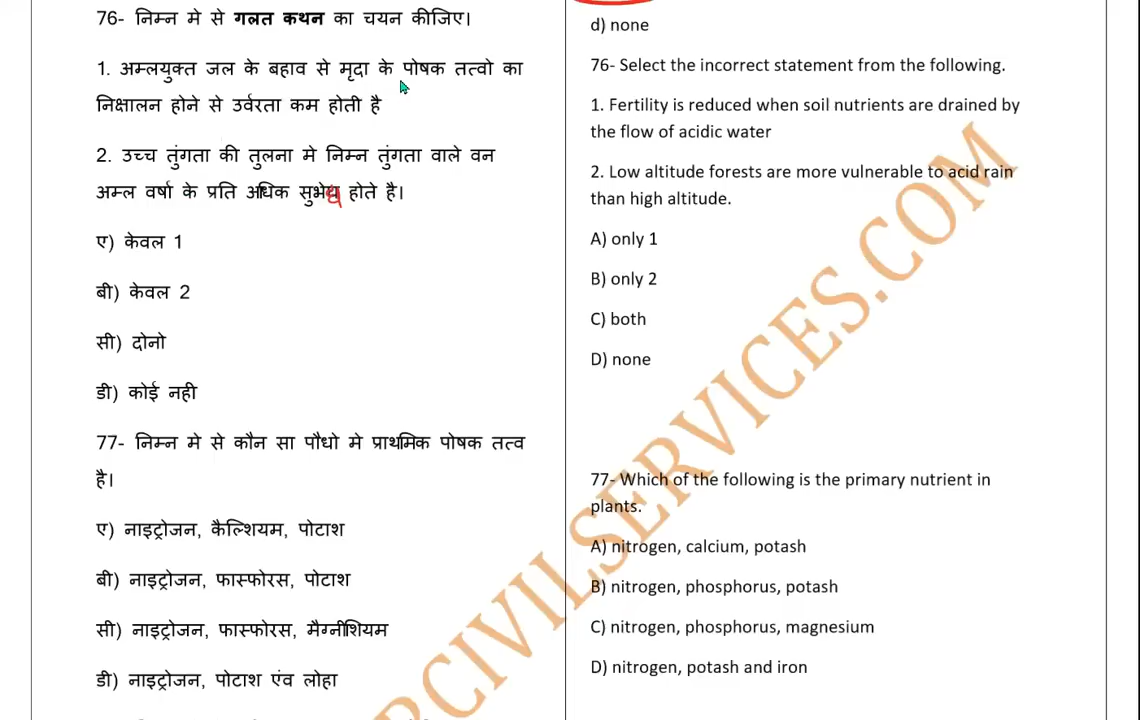 76- निम्न मे से गलत कथन का चयन कीजिए।
1. अम्लयुक्त जल के बहाव से मृदा के पोषक तत्वो का
निक्षालन होने से उर्वरता कम होती है
2. उच्च तुंगता की तुलना मे निम्न तुंगता वाले वन
अम्ल वर्षा के प्रति अधिक होते है।
ए) केवल 1
बी) केवल 2
सी) दोनो
डी) कोई नही
77- निम्न मे से कौन सा पौधो मे प्राथमिक पोषक तत्व
है।
ए) नाइट्रोजन, कैल्शियम, पोटाश
बी) नाइट्रोजन, फास्फोरस, पोटाश
सी) नाइट्रोजन, फास्फोरस, मैग्नीशियम
डी) नाइट्रोजन, पोटाश एंव लोहा
d) none
76- Select the incorrect statement from the following.
1. Fertility is reduced when soil nutrients are drained by
the flow of acidic water
2. Low altitude forests are more vulnerable to acid rain
than high altitude.
A) only 1
B) only 2
C) both
D) none
77- Which of the following is the primary nutrient in
plants.
A) nitrogen, calcium, potash
B) nitrogen, phosphorus, potash
C) nitrogen, phosphorus, magnesium
D) nitrogen, potash and iron
RCIVILSERVICES.COM